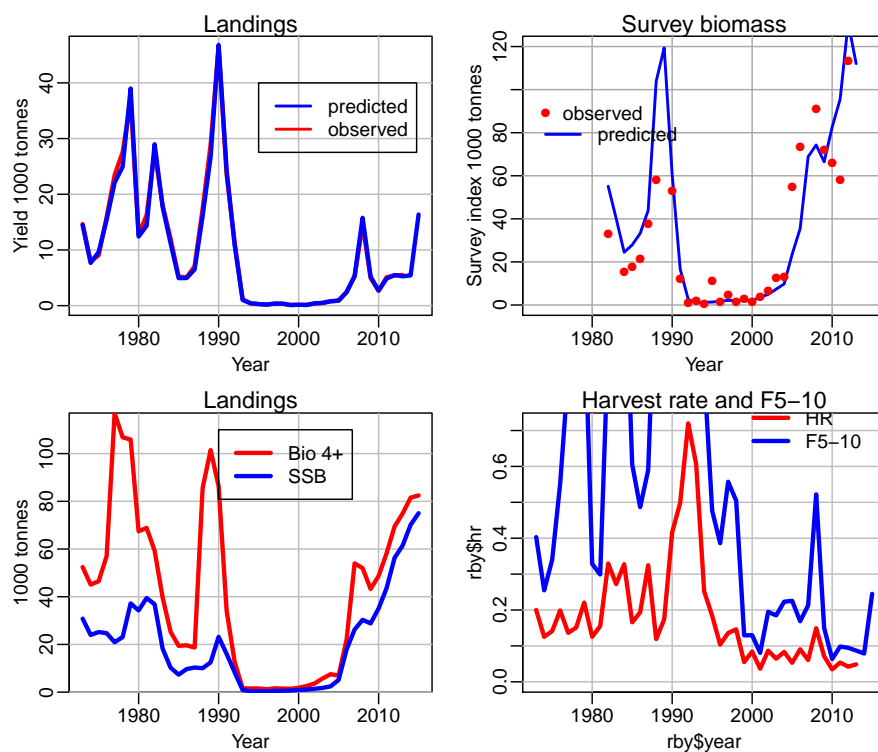 Landings
Yield 1000 tonnes
40
30
20
10
0
predicted
observed
1980 1990 2000 2010
Year
Survey biomass
Survey index 1000 tonnes
120
80
60
40
20
0
observed
predicted
1980 1990 2000 2010
Year
Landings
1000 tonnes
100
80
60
40
20
0
Bio 4+
SSB
1980 1990 2000 2010
Year
Harvest rate and F5−10
rby$hr
0.6
0.4
0.2
0.0
HR
F5−10
1980 1990 2000 2010
rby$year